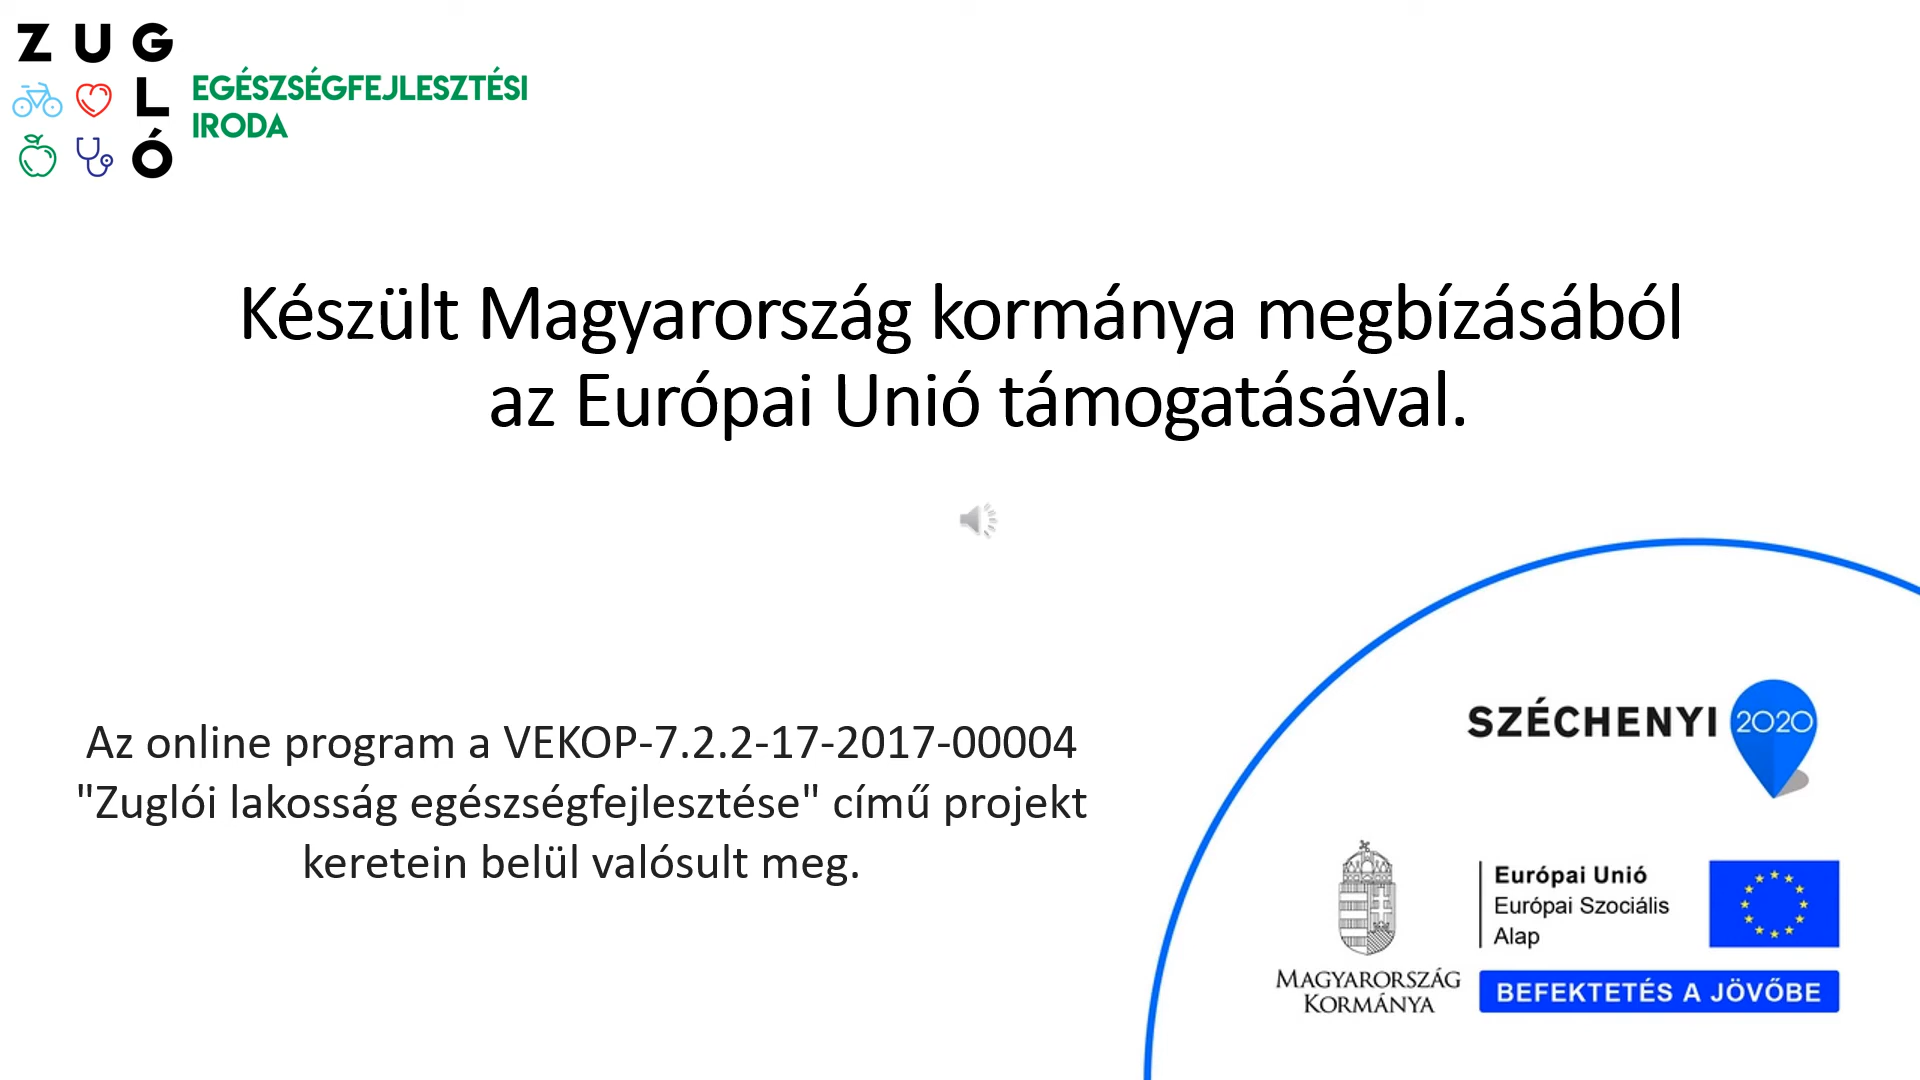 ZUGLÓ
EGÉSZSÉGFEJLESZTÉSI
IRODA
Készült Magyarország kormánya megbízásából
az Európai Unió támogatásával.
Az online program a VEKOP-7.2.2-17-2017-00004
"Zuglói lakosság egészségfejlesztése" című projekt
keretein belül valósult meg.
SZÉCHENYI 2020
MAGYARORSZÁG
KORMÁNYA
Európai Unió
Európai Szociális
Alap
BEFEKTETÉS A JÖVŐBE